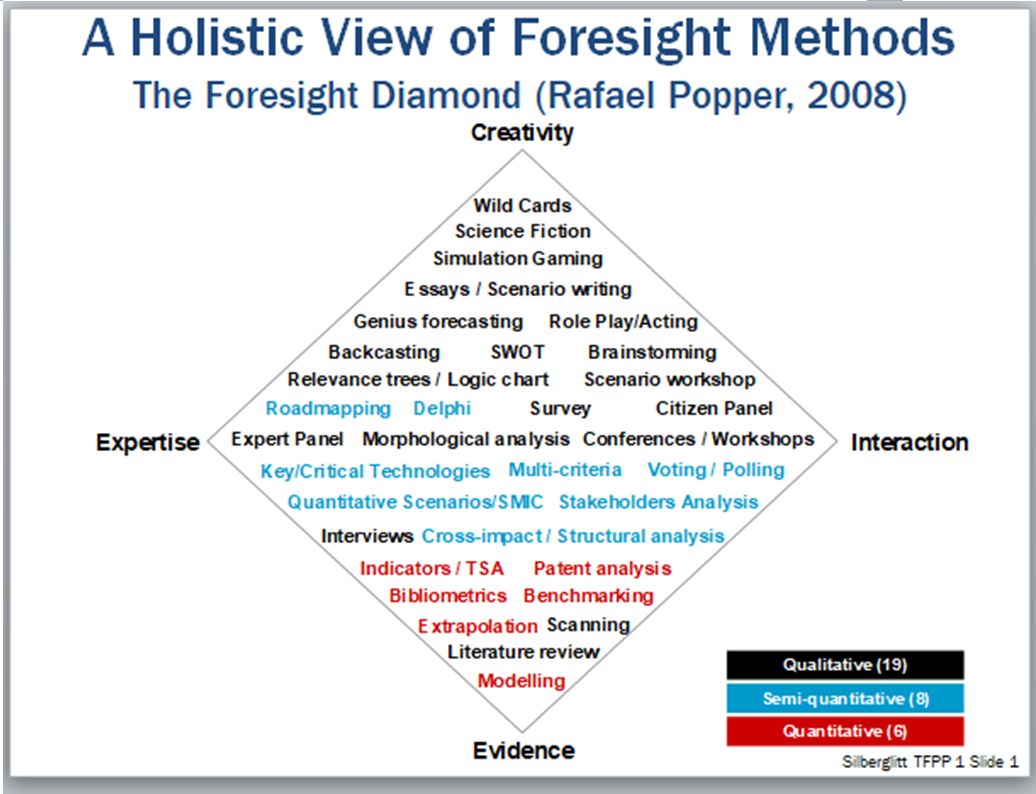 A Holistic View of Foresight Methods
The Foresight Diamond (Rafael Popper, 2008)
Creativity
Wild Cards
Science Fiction
Simulation Gaming
Essays / Scenario writing
Genius forecasting Role Play/Acting
Backcasting SWOT Brainstorming
Relevance trees / Logic chart Scenario workshop
Roadmapping Delphi Survey Citizen Panel
Expertise Expert Panel Morphological analysis Conferences / Workshops Interaction
Key/Critical Technologies Multi-criteria Voting / Polling
Quantitative Scenarios/SMIC Stakeholders Analysis
Interviews Cross-impact / Structural analysis
Indicators / TSA Patent analysis
Bibliometrics Benchmarking
Extrapolation Scanning
Literature review
Modelling
Evidence
Qualitative (19)
Semi-quantitative (8)
Quantitative (6)
Silberglitt TFPP 1 Slide 1